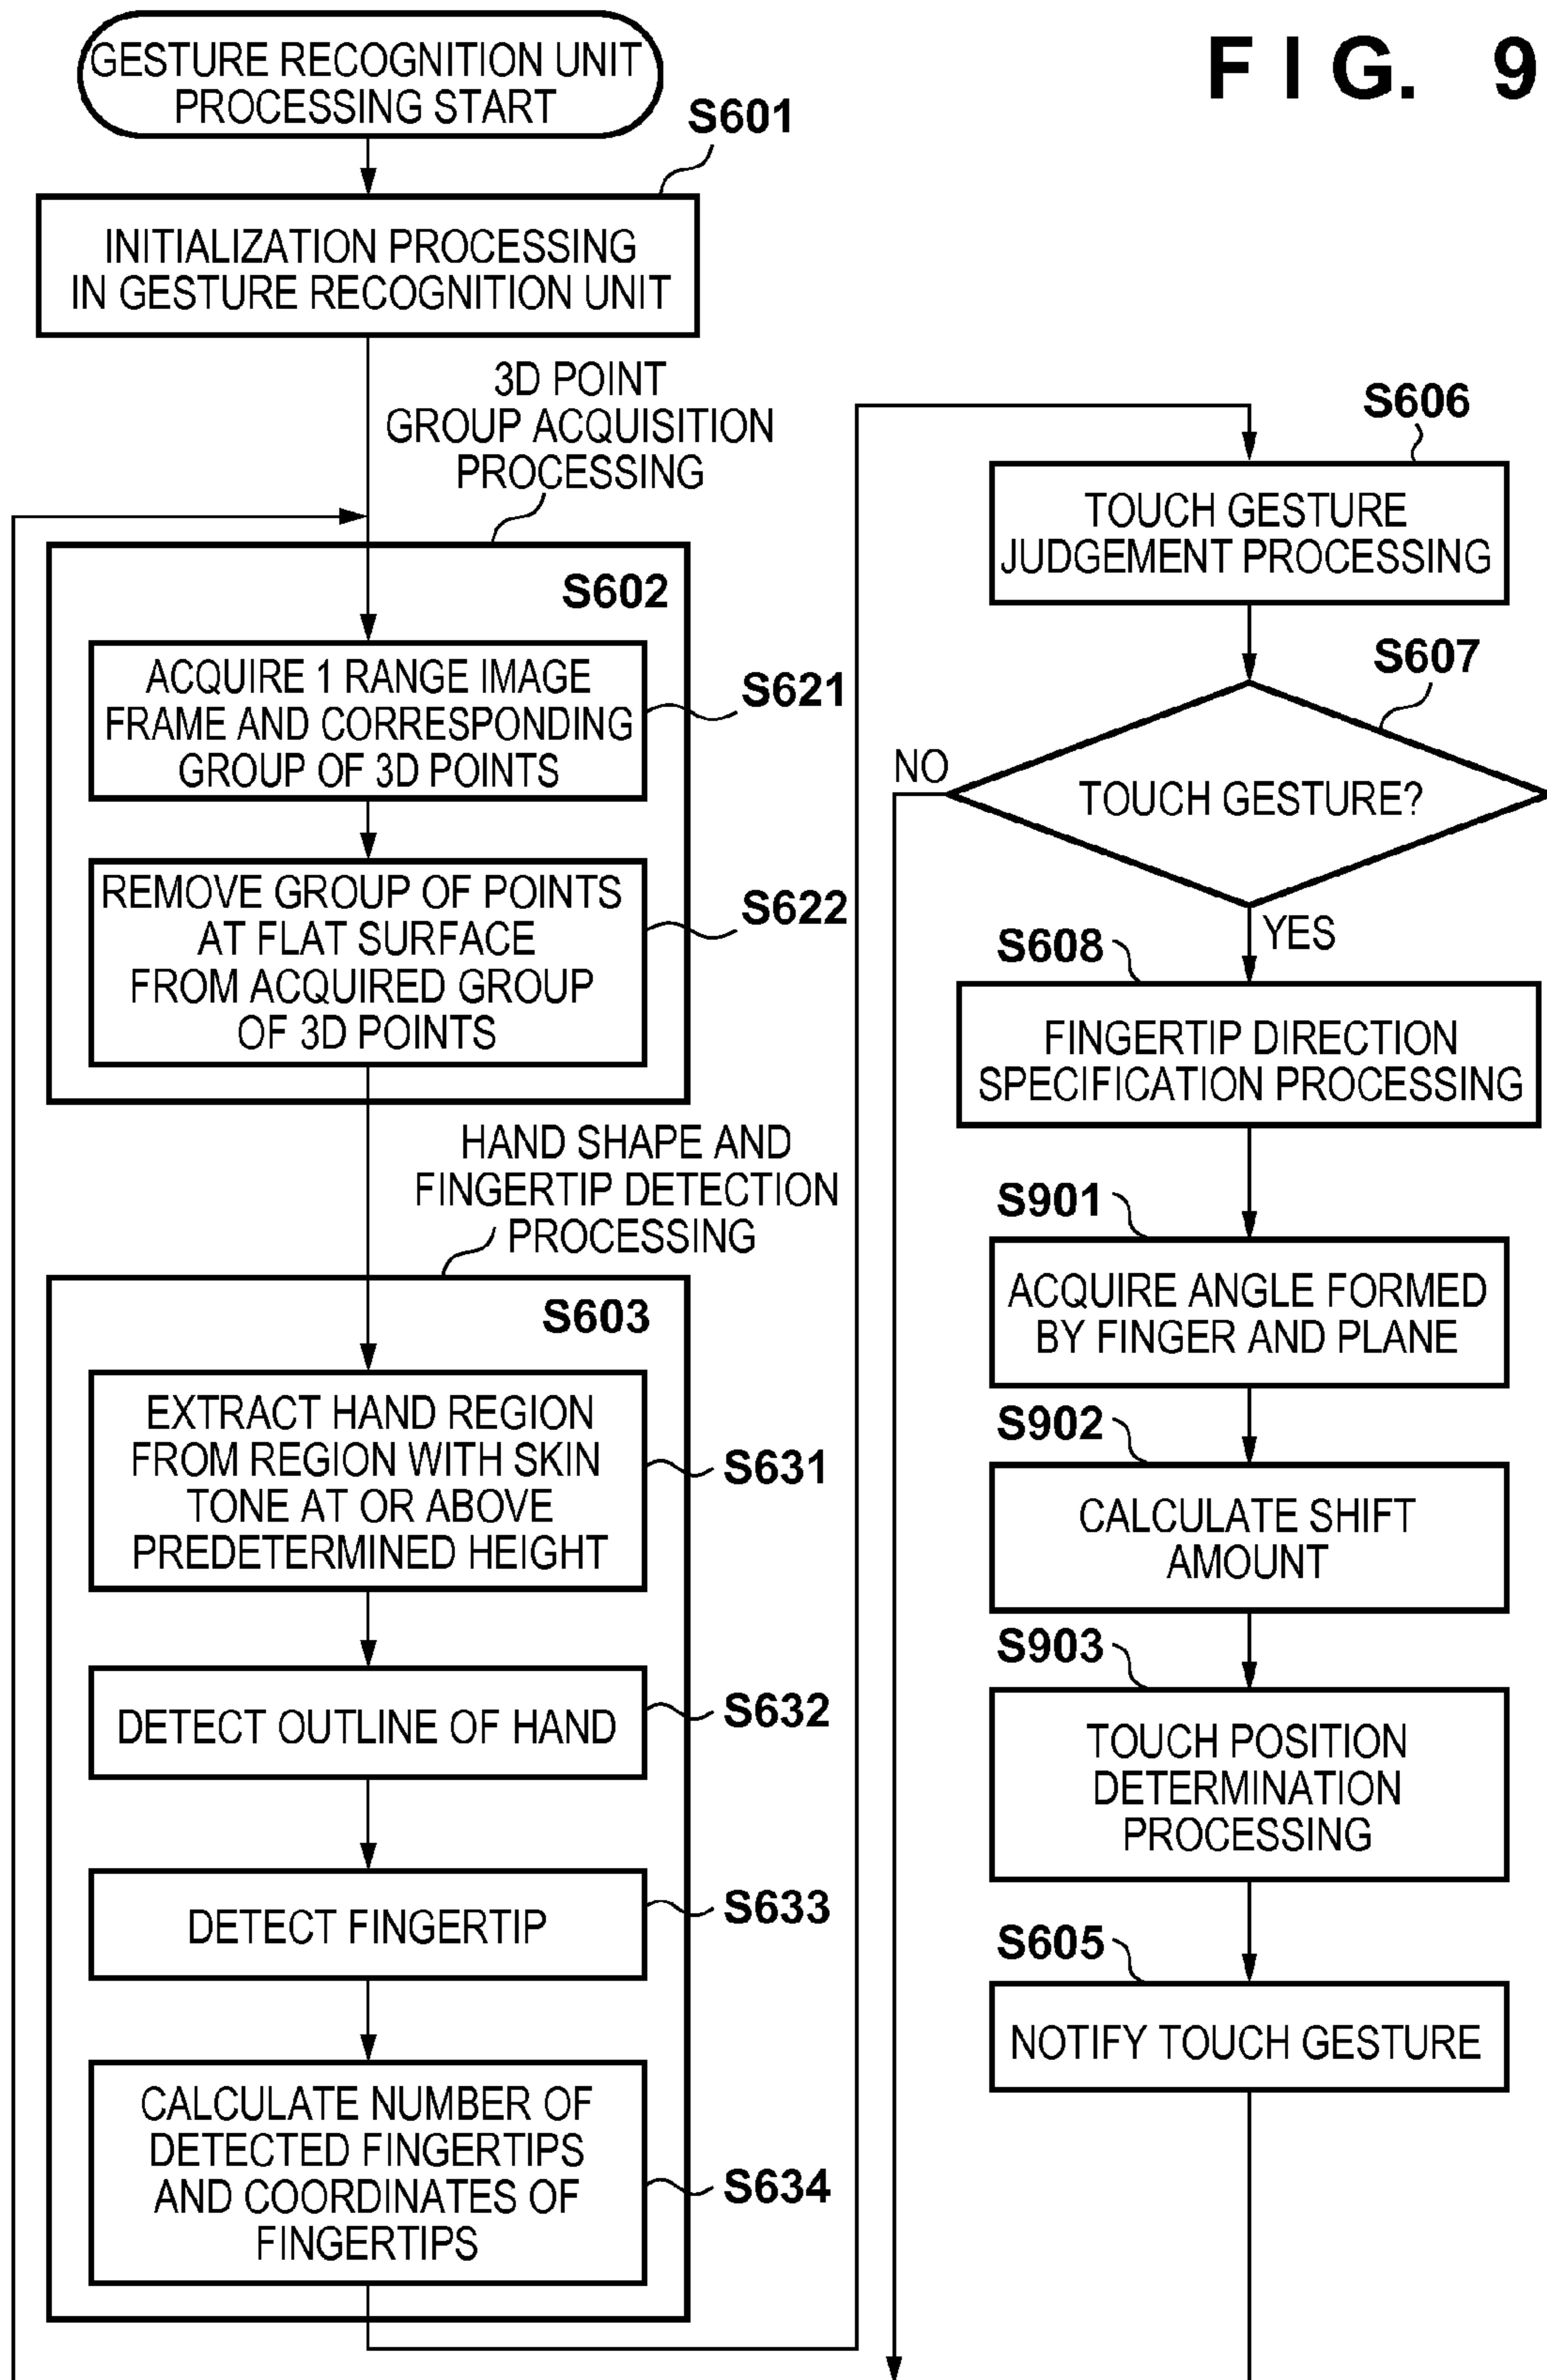 FIG. 9
GESTURE RECOGNITION UNIT
PROCESSING START
S601
INITIALIZATION PROCESSING
IN GESTURE RECOGNITION UNIT
3D POINT
GROUP ACQUISITION
PROCESSING
S602
ACQUIRE 1 RANGE IMAGE
FRAME AND CORRESPONDING
GROUP OF 3D POINTS
S621
REMOVE GROUP OF POINTS
AT FLAT SURFACE
FROM ACQUIRED GROUP
OF 3D POINTS
S622
HAND SHAPE AND
FINGERTIP DETECTION
PROCESSING
S603
EXTRACT HAND REGION
FROM REGION WITH SKIN
TONE AT OR ABOVE
PREDETERMINED HEIGHT
S631
DETECT OUTLINE OF HAND
S632
DETECT FINGERTIP
S633
CALCULATE NUMBER OF
DETECTED FINGERTIPS
AND COORDINATES OF
FINGERTIPS
S634
S606
TOUCH GESTURE
JUDGEMENT PROCESSING
S607
NO
TOUCH GESTURE?
YES
S608
FINGERTIP DIRECTION
SPECIFICATION PROCESSING
S901
ACQUIRE ANGLE FORMED
BY FINGER AND PLANE
S902
CALCULATE SHIFT
AMOUNT
S903
TOUCH POSITION
DETERMINATION
PROCESSING
S605
NOTIFY TOUCH GESTURE